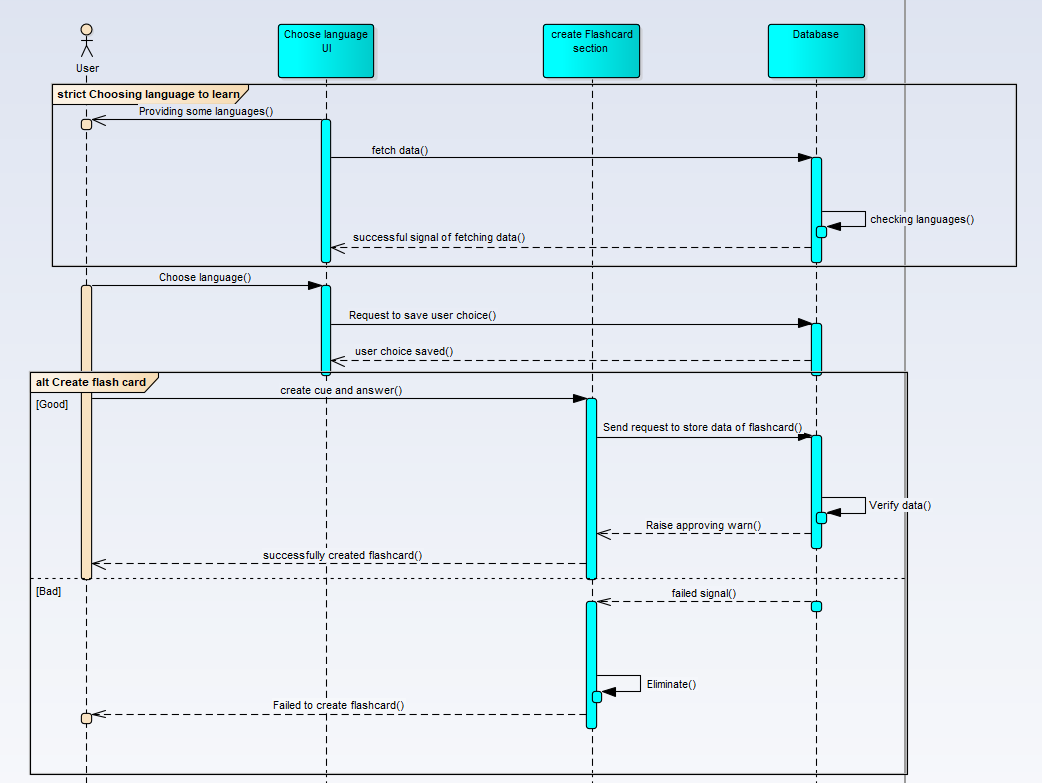 Choose language
UI
create Flashcard
section
Database
User
strict Choosing language to learn
Providing some languages()
fetch data()
checking languages()
successful signal of fetching data()
Choose language()
Request to save user choice()
user choice saved()
alt Create flash card
create cue and answer()
[Good]
Send request to store data of flashcard()
Verify data()
Raise approving warn()
successfully created flashcard()
[Bad]
failed signal()
Eliminate()
Failed to create flashcard()